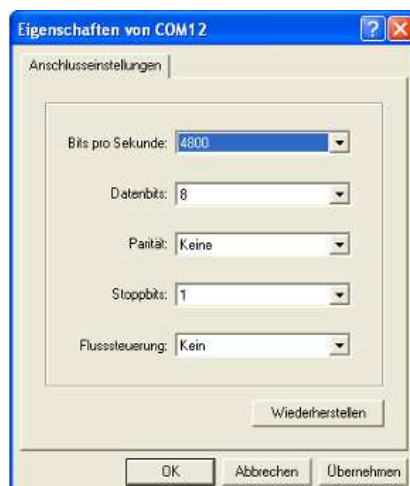 Eigenschaften von COM12
Anschlusseinstellungen
Bits pro Sekunde: 4800
Datenbits: 8
Parität: Keine
Stoppbits: 1
Flusssteuerung: Kein
Wiederherstellen
OK Abbrechen Übernehmen